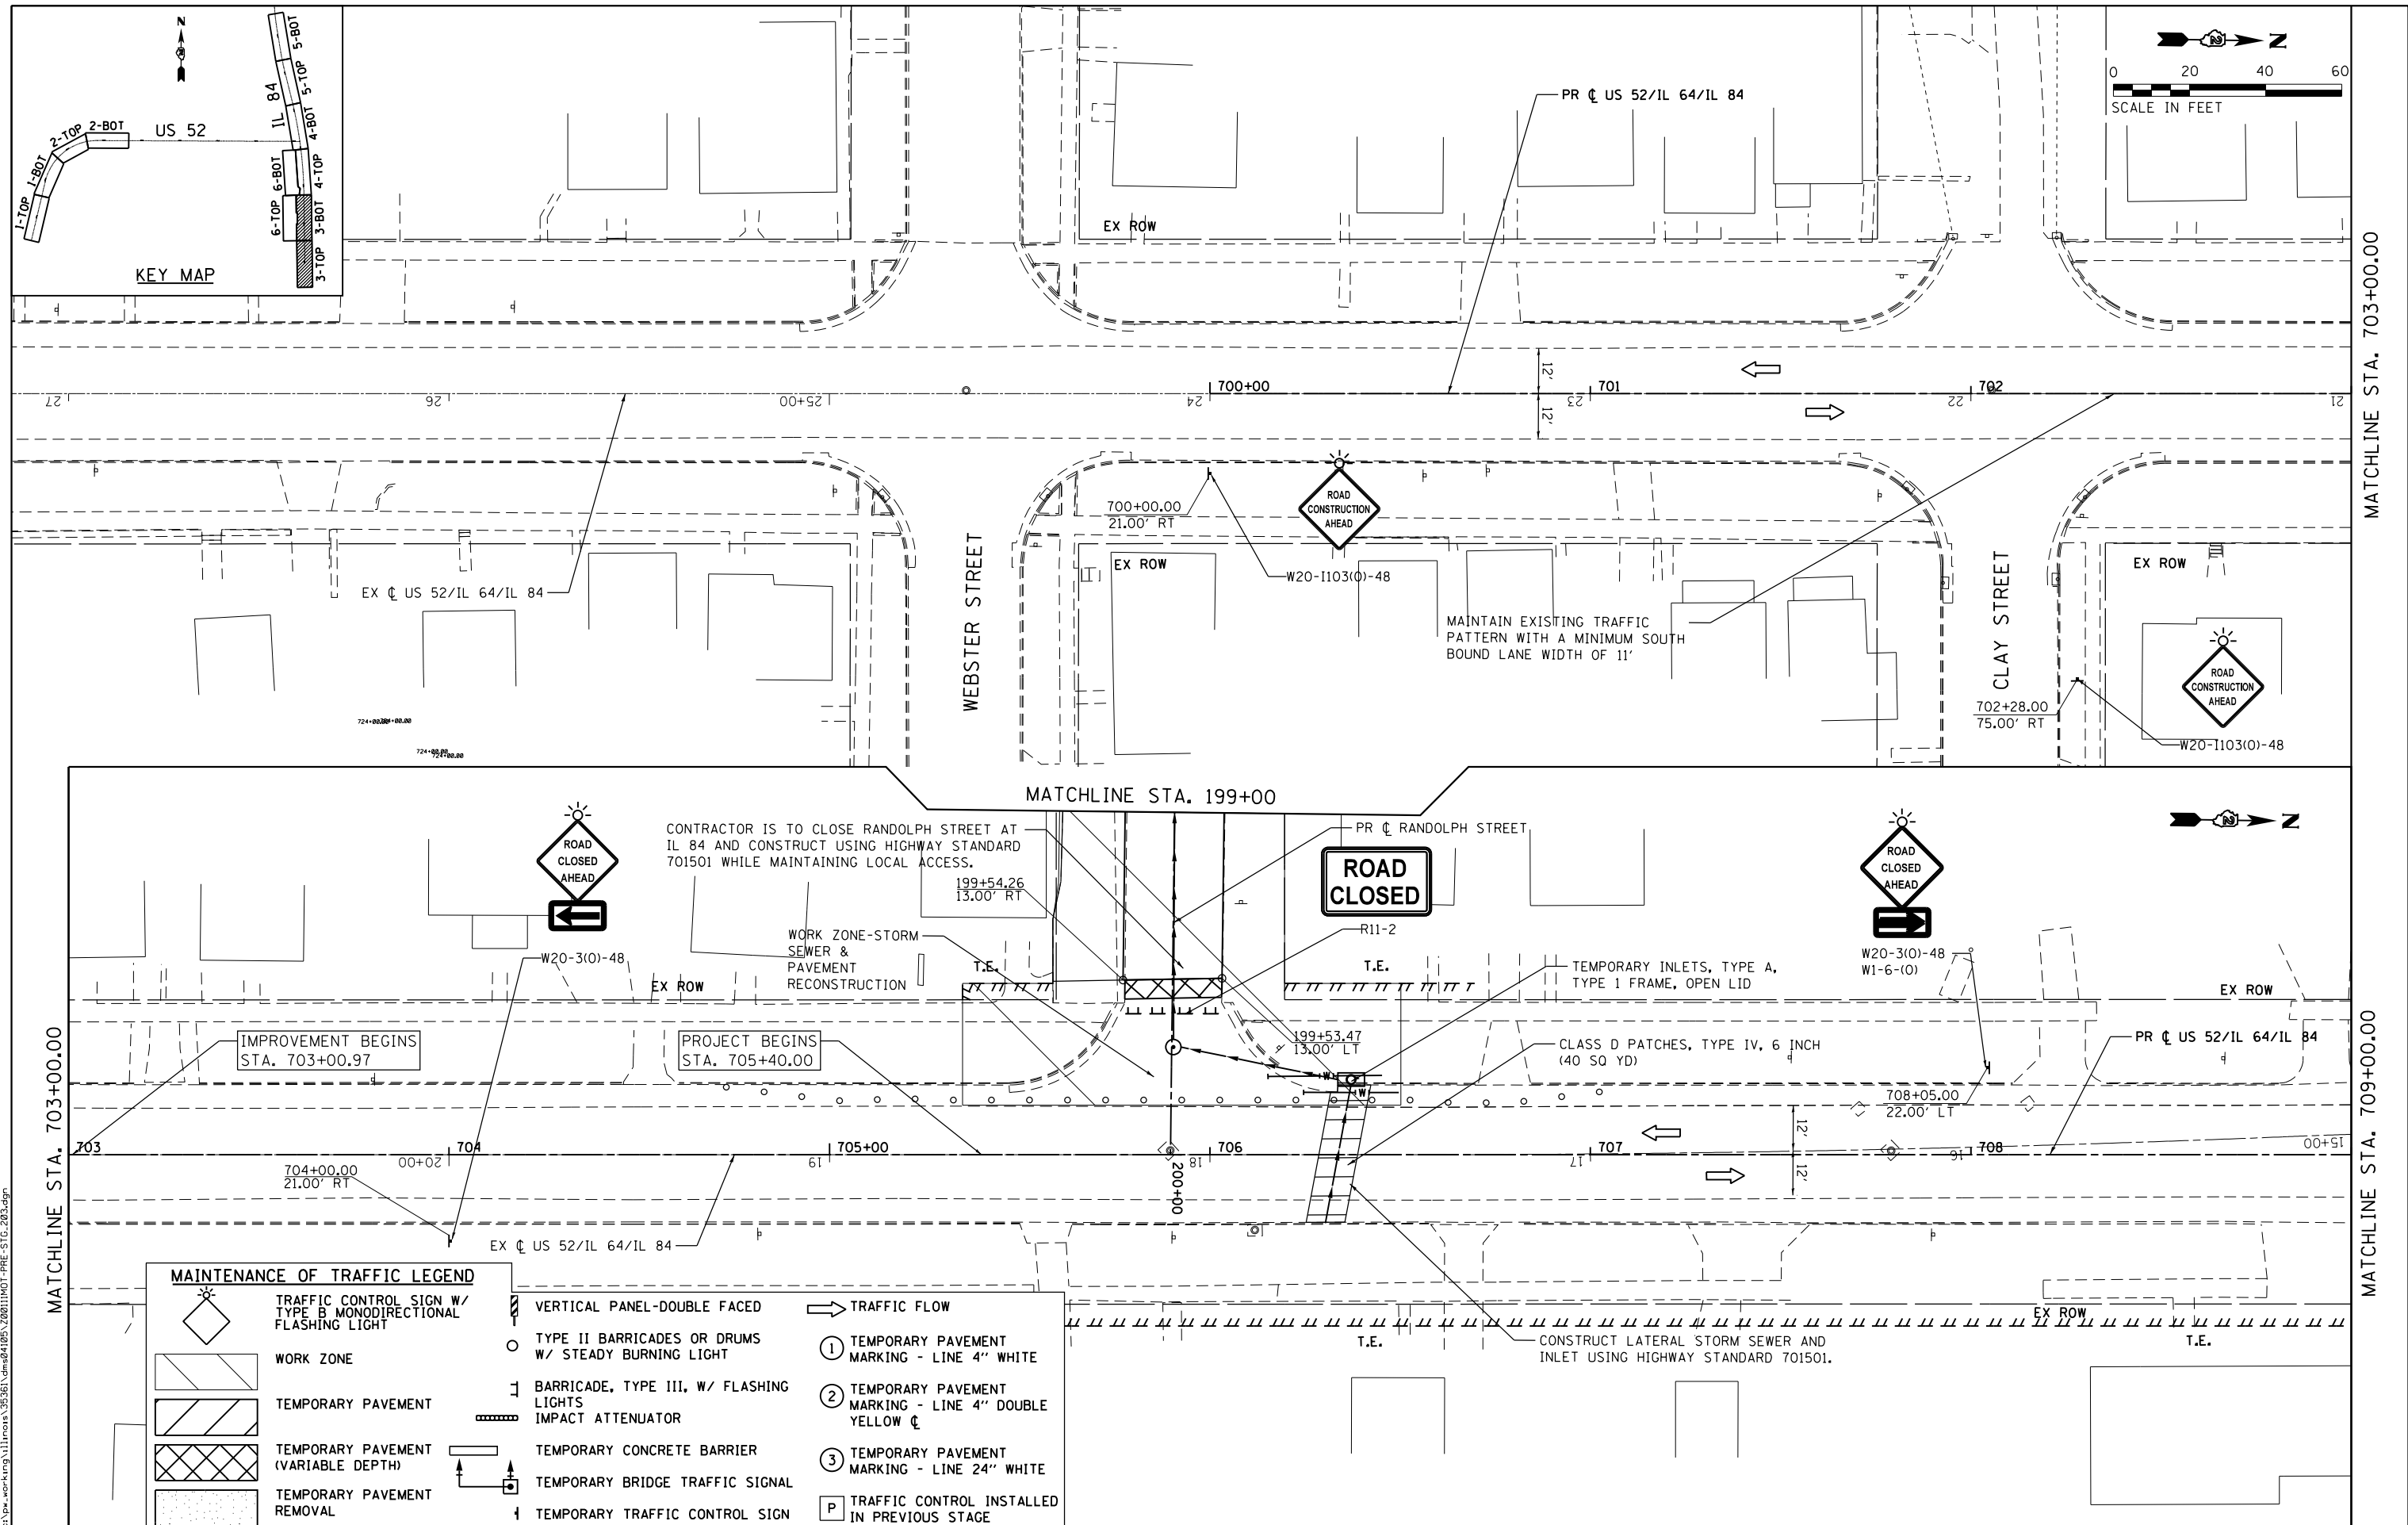 N
5-BOT
5-TOP
IL 84
4-BOT
4-TOP
2-TOP
2-BOT
US 52
1-BOT
1-TOP
6-BOT
6-TOP
3-BOT
3-TOP
KEY MAP
N
0 20 40 60
SCALE IN FEET
PR ℄ US 52/IL 64/IL 84
EX ROW
MATCHLINE STA. 703+00.00
12'
12'
700+00
701
702
27
26
25+00
24
23
22
21
700+00.00
21.00' RT
ROAD
CONSTRUCTION
AHEAD
W20-I103(0)-48
EX ROW
EX ℄ US 52/IL 64/IL 84
WEBSTER STREET
MAINTAIN EXISTING TRAFFIC
PATTERN WITH A MINIMUM SOUTH
BOUND LANE WIDTH OF 11'
CLAY STREET
EX ROW
702+28.00
75.00' RT
ROAD
CONSTRUCTION
AHEAD
W20-I103(0)-48
724+00.00
724+00.00
MATCHLINE STA. 199+00
ROAD
CLOSED
AHEAD
W20-3(0)-48
CONTRACTOR IS TO CLOSE RANDOLPH STREET AT
IL 84 AND CONSTRUCT USING HIGHWAY STANDARD
701501 WHILE MAINTAINING LOCAL ACCESS.
199+54.26
13.00' RT
PR ℄ RANDOLPH STREET
ROAD
CLOSED
R11-2
ROAD
CLOSED
AHEAD
W20-3(0)-48
W1-6-(0)
N
WORK ZONE-STORM
SEWER &
PAVEMENT
RECONSTRUCTION
T.E.
T.E.
EX ROW
EX ROW
TEMPORARY INLETS, TYPE A,
TYPE 1 FRAME, OPEN LID
IMPROVEMENT BEGINS
STA. 703+00.97
PROJECT BEGINS
STA. 705+40.00
199+53.47
13.00' LT
CLASS D PATCHES, TYPE IV, 6 INCH
(40 SQ YD)
PR ℄ US 52/IL 64/IL 84
708+05.00
22.00' LT
W
W
MATCHLINE STA. 703+00.00
MATCHLINE STA. 709+00.00
703
704
705+00
706
707
708
20+00
19
18
17
16
15+00
200+00
12'
12'
704+00.00
21.00' RT
EX ℄ US 52/IL 64/IL 84
EX ROW
T.E.
T.E.
CONSTRUCT LATERAL STORM SEWER AND
INLET USING HIGHWAY STANDARD 701501.
MAINTENANCE OF TRAFFIC LEGEND
TRAFFIC CONTROL SIGN W/
TYPE B MONODIRECTIONAL
FLASHING LIGHT
WORK ZONE
TEMPORARY PAVEMENT
TEMPORARY PAVEMENT
(VARIABLE DEPTH)
TEMPORARY PAVEMENT
REMOVAL
VERTICAL PANEL-DOUBLE FACED
TYPE II BARRICADES OR DRUMS
W/ STEADY BURNING LIGHT
BARRICADE, TYPE III, W/ FLASHING
LIGHTS
IMPACT ATTENUATOR
TEMPORARY CONCRETE BARRIER
TEMPORARY BRIDGE TRAFFIC SIGNAL
TEMPORARY TRAFFIC CONTROL SIGN
TRAFFIC FLOW
1 TEMPORARY PAVEMENT
MARKING - LINE 4'' WHITE
2 TEMPORARY PAVEMENT
MARKING - LINE 4'' DOUBLE
YELLOW ℄
3 TEMPORARY PAVEMENT
MARKING - LINE 24'' WHITE
P TRAFFIC CONTROL INSTALLED
IN PREVIOUS STAGE